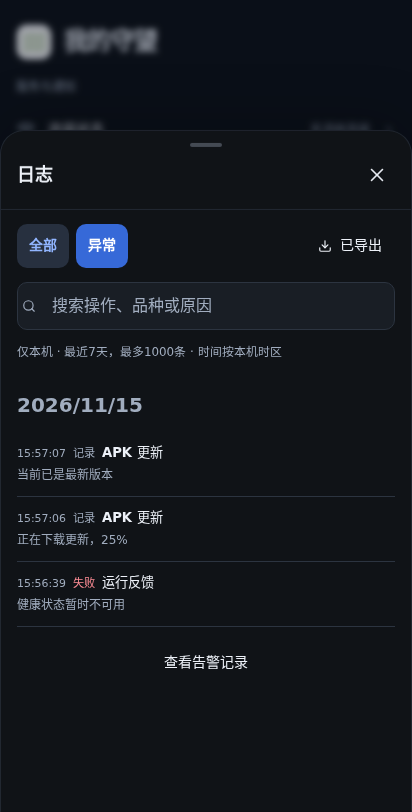 我的守望
日志
全部
异常
已导出
搜索操作、品种或原因
仅本机 · 最近7天，最多1000条 · 时间按本机时区
2026/11/15
15:57:07 记录 APK 更新
当前已是最新版本
15:57:06 记录 APK 更新
正在下载更新，25%
15:56:39 失败 运行反馈
健康状态暂时不可用
查看告警记录